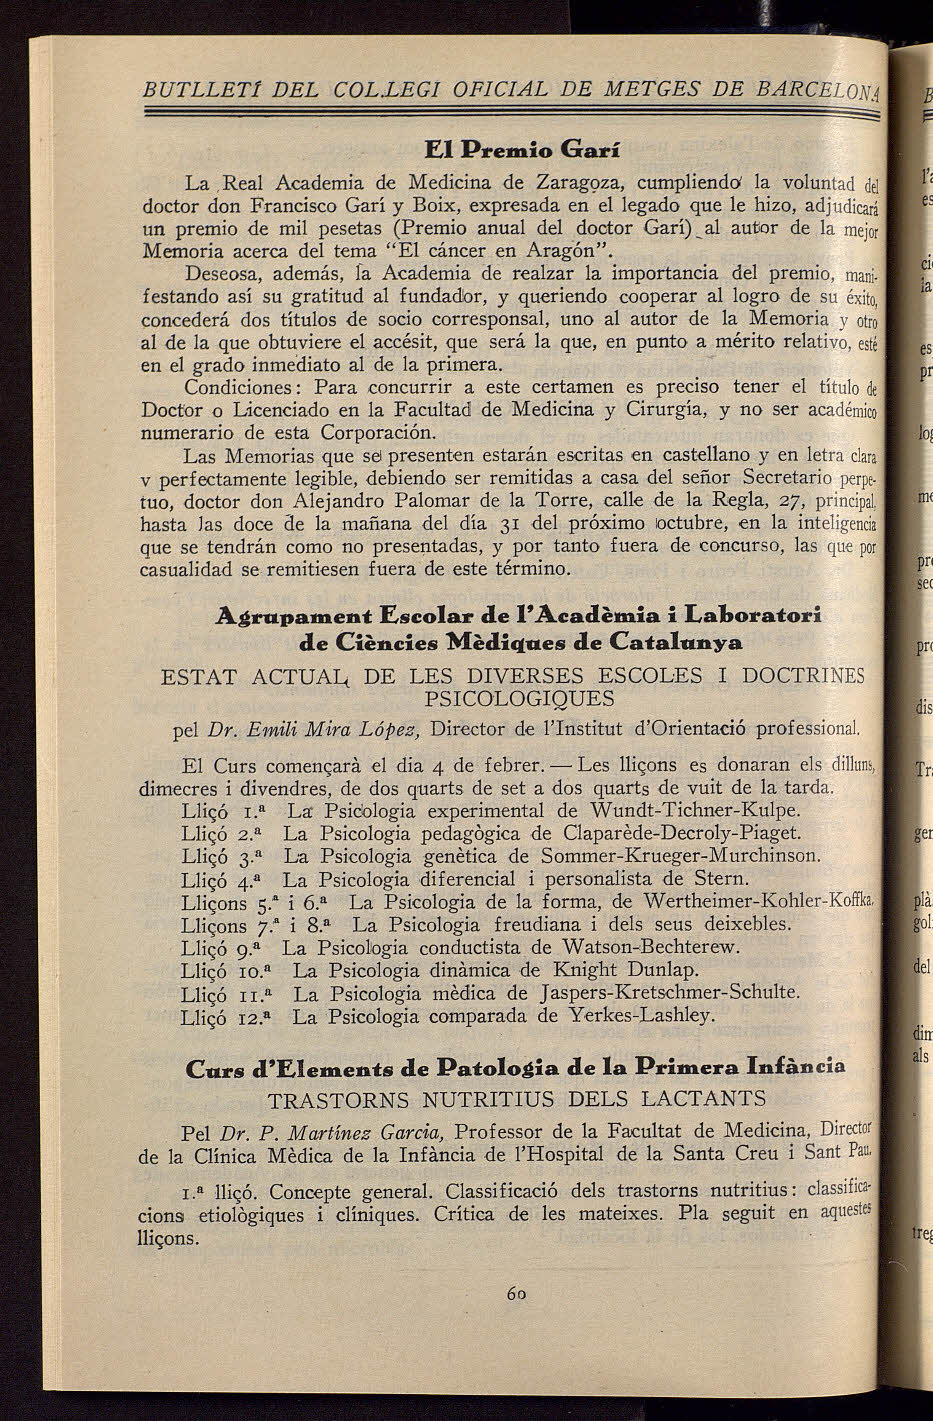 BUTLLETÍ DEL COL.LEGI OFICIAL DE METGES DE BARCELONA
El Premio Garí
La Real Academia de Medicina de Zaragoza, cumpliendo la voluntad del
doctor don Francisco Garí y Boix, expresada en el legado que le hizo, adjudicará
un premio de mil pesetas (Premio anual del doctor Garí) al autor de la mejor
Memoria acerca del tema “El cáncer en Aragón”.
Deseosa, además, la Academia de realzar la importancia del premio, mani-
festando así su gratitud al fundador, y queriendo cooperar al logro de su éxito,
concederá dos títulos de socio corresponsal, uno al autor de la Memoria y otro
al de la que obtuviere el accésit, que será la que, en punto a mérito relativo, esté
en el grado inmediato al de la primera.
Condiciones: Para concurrir a este certamen es preciso tener el título de
Doctor o Licenciado en la Facultad de Medicina y Cirurgía, y no ser académico
numerario de esta Corporación.
Las Memorias que se presenten estarán escritas en castellano y en letra clara
y perfectamente legible, debiendo ser remitidas a casa del señor Secretario perpe-
tuo, doctor don Alejandro Palomar de la Torre, calle de la Regla, 27, principal,
hasta las doce de la mañana del día 31 del próximo octubre, en la inteligencia
que se tendrán como no presentadas, y por tanto fuera de concurso, las que por
casualidad se remitiesen fuera de este término.
Agrupament Escolar de l’Acadèmia i Laboratori
de Ciències Mèdiques de Catalunya
ESTAT ACTUAL DE LES DIVERSES ESCOLES I DOCTRINES
PSICOLOGIQUES
pel Dr. Emili Mira López, Director de l’Institut d’Orientació professional.
El Curs començarà el dia 4 de febrer. — Les lliçons es donaran els dilluns,
dimecres i divendres, de dos quarts de set a dos quarts de vuit de la tarda.
Lliçó 1.ª La Psicologia experimental de Wundt-Tichner-Kulpe.
Lliçó 2.ª La Psicologia pedagògica de Claparède-Decroly-Piaget.
Lliçó 3.ª La Psicologia genètica de Sommer-Krueger-Murchinson.
Lliçó 4.ª La Psicologia diferencial i personalista de Stern.
Lliçons 5.ª i 6.ª La Psicologia de la forma, de Wertheimer-Kohler-Koffka.
Lliçons 7.ª i 8.ª La Psicologia freudiana i dels seus deixebles.
Lliçó 9.ª La Psicologia conductista de Watson-Bechterew.
Lliçó 10.ª La Psicologia dinàmica de Knight Dunlap.
Lliçó 11.ª La Psicologia mèdica de Jaspers-Kretschmer-Schulte.
Lliçó 12.ª La Psicologia comparada de Yerkes-Lashley.
Curs d’Elements de Patologia de la Primera Infància
TRASTORNS NUTRITIUS DELS LACTANTS
Pel Dr. P. Martínez Garcia, Professor de la Facultat de Medicina, Director
de la Clínica Mèdica de la Infància de l’Hospital de la Santa Creu i Sant Pau.
1.ª lliçó. Concepte general. Classificació dels trastorns nutritius: classifica-
cions etiològiques i clíniques. Crítica de les mateixes. Pla seguit en aquestes
lliçons.
60